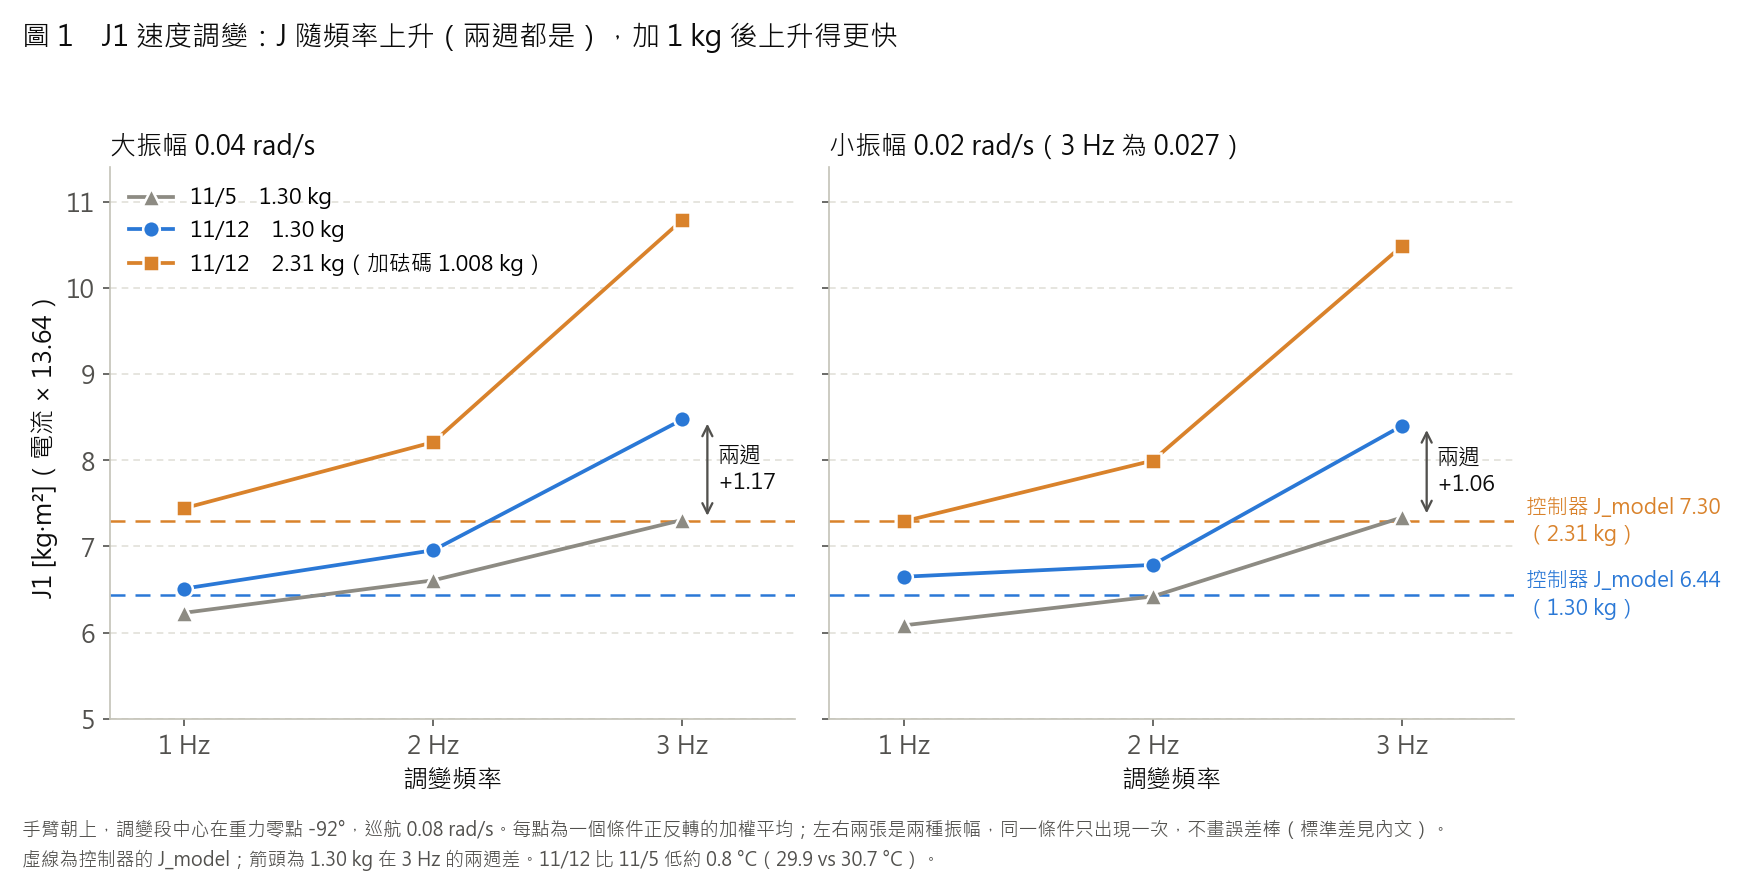 圖 1　J1 速度調變：J 隨頻率上升（兩週都是），加 1 kg 後上升得更快
大振幅 0.04 rad/s
小振幅 0.02 rad/s（3 Hz 為 0.027）
11/5　1.30 kg
11/12　1.30 kg
11/12　2.31 kg（加砝碼 1.008 kg）
J1 [kg·m²]（電流 × 13.64）
11
10
9
8
7
6
5
兩週
+1.17
兩週
+1.06
控制器 J_model 7.30
（2.31 kg）
控制器 J_model 6.44
（1.30 kg）
1 Hz
2 Hz
3 Hz
1 Hz
2 Hz
3 Hz
調變頻率
調變頻率
手臂朝上，調變段中心在重力零點 -92°，巡航 0.08 rad/s。每點為一個條件正反轉的加權平均；左右兩張是兩種振幅，同一條件只出現一次，不畫誤差棒（標準差見內文）。
虛線為控制器的 J_model；箭頭為 1.30 kg 在 3 Hz 的兩週差。11/12 比 11/5 低約 0.8 °C（29.9 vs 30.7 °C）。